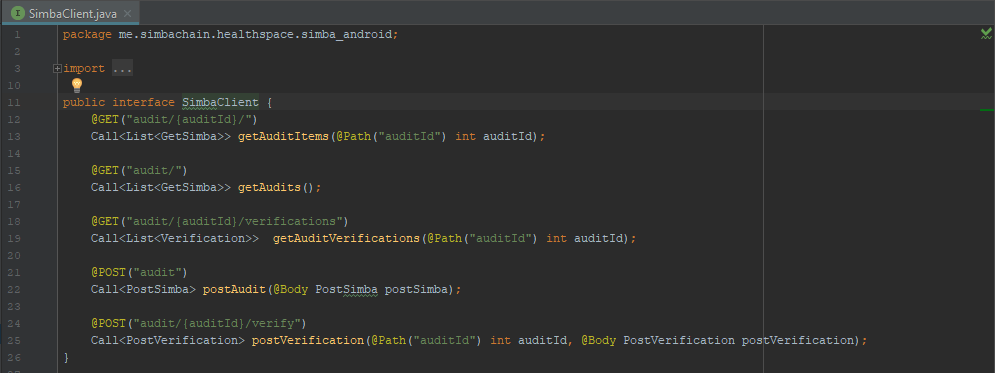 SimbaClient.java
1 package me.simbachain.healthspace.simba_android;
2
3 import ...
10
11 public interface SimbaClient {
12 @GET("audit/{auditId}/")
13 Call<List<GetSimba>> getAuditItems(@Path("auditId") int auditId);
14
15 @GET("audit/")
16 Call<List<GetSimba>> getAudits();
17
18 @GET("audit/{auditId}/verifications")
19 Call<List<Verification>>  getAuditVerifications(@Path("auditId") int auditId);
20
21 @POST("audit")
22 Call<PostSimba> postAudit(@Body PostSimba postSimba);
23
24 @POST("audit/{auditId}/verify")
25 Call<PostVerification> postVerification(@Path("auditId") int auditId, @Body PostVerification postVerification);
26 }